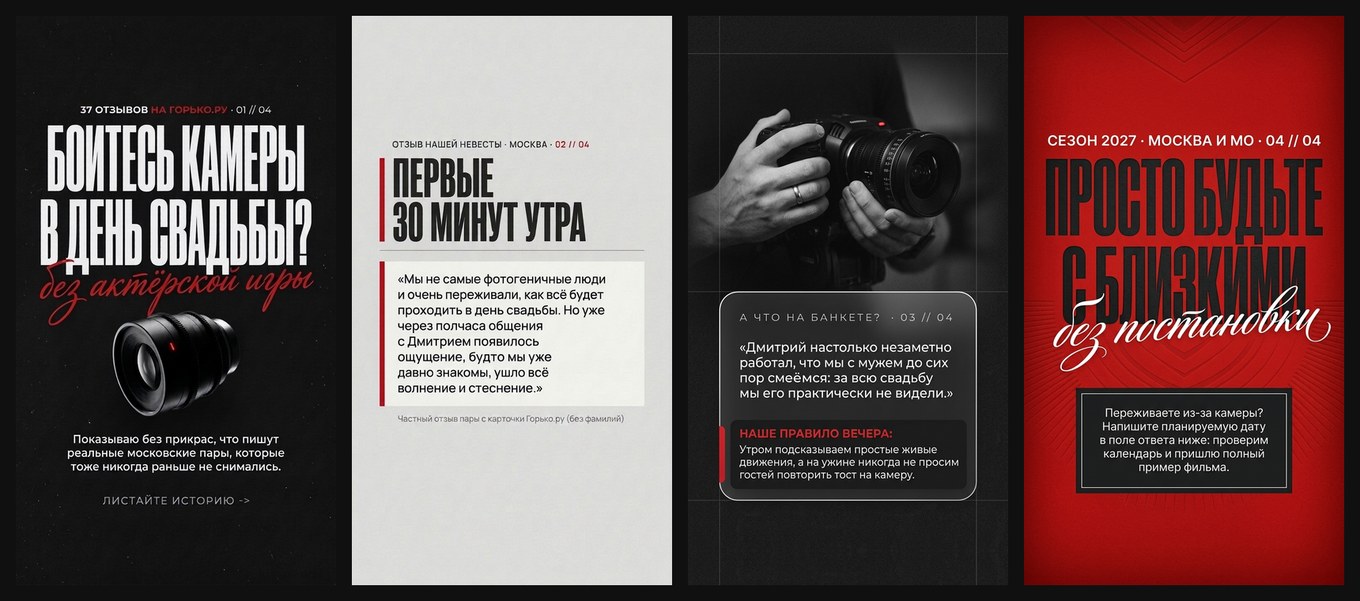 37 ОТЗЫВОВ НА ГОРЬКО.РУ · 01 // 04
БОИТЕСЬ КАМЕРЫ
В ДЕНЬ СВАДЬБЫ?
без актёрской игры
Показываю без прикрас, что пишут
реальные московские пары, которые
тоже никогда раньше не снимались.
ЛИСТАЙТЕ ИСТОРИЮ ->
ОТЗЫВ НАШЕЙ НЕВЕСТЫ · МОСКВА · 02 // 04
ПЕРВЫЕ
30 МИНУТ УТРА
«Мы не самые фотогеничные люди
и очень переживали, как всё будет
проходить в день свадьбы. Но уже
через полчаса общения
с Дмитрием появилось
ощущение, будто мы уже
давно знакомы, ушло всё
волнение и стеснение.»
Частный отзыв пары с карточки Горько.ру (без фамилий)
А ЧТО НА БАНКЕТЕ? · 03 // 04
«Дмитрий настолько незаметно
работал, что мы с мужем до сих
пор смеёмся: за всю свадьбу
мы его практически не видели.»
НАШЕ ПРАВИЛО ВЕЧЕРА:
Утром подсказываем простые живые
движения, а на ужине никогда не просим
гостей повторить тост на камеру.
СЕЗОН 2027 · МОСКВА И МО · 04 // 04
ПРОСТО БУДЬТЕ
С БЛИЗКИМИ
без постановки
Переживаете из-за камеры?
Напишите планируемую дату
в поле ответа ниже: проверим
календарь и пришлю полный
пример фильма.